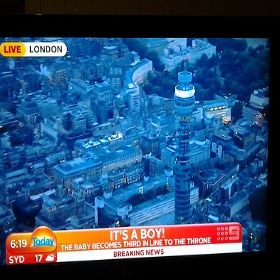 LIVE LONDON
IT'S A BOY!
6:19 Today
THE BABY BECOMES THIRD IN LINE TO THE THRONE
SYD 17
BREAKING NEWS